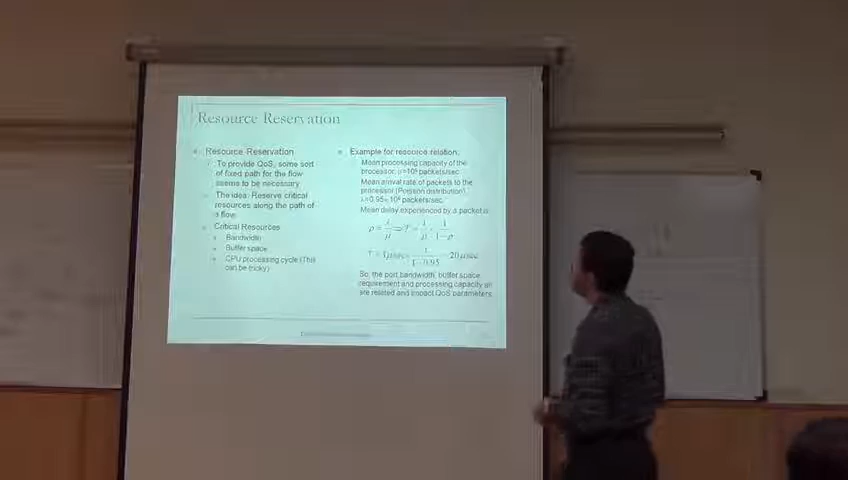 Resource Reservation
Resource Reservation
To provide QoS, some sort
of fixed path for the flow
seems to be necessary
The idea: Reserve critical
resources along the path of
a flow.
Critical Resources
Bandwidth
Buffer space
CPU processing cycle (This
can be tricky)
Example for resource relation:
Mean processing capacity of the
processor, packets/sec.
Mean arrival rate of packets to the
processor (Poisson distribution),
packets/sec.
Mean delay experienced by a packet is
So, the port bandwidth, buffer space
requirement and processing capacity all
are related and impact QoS parameters.